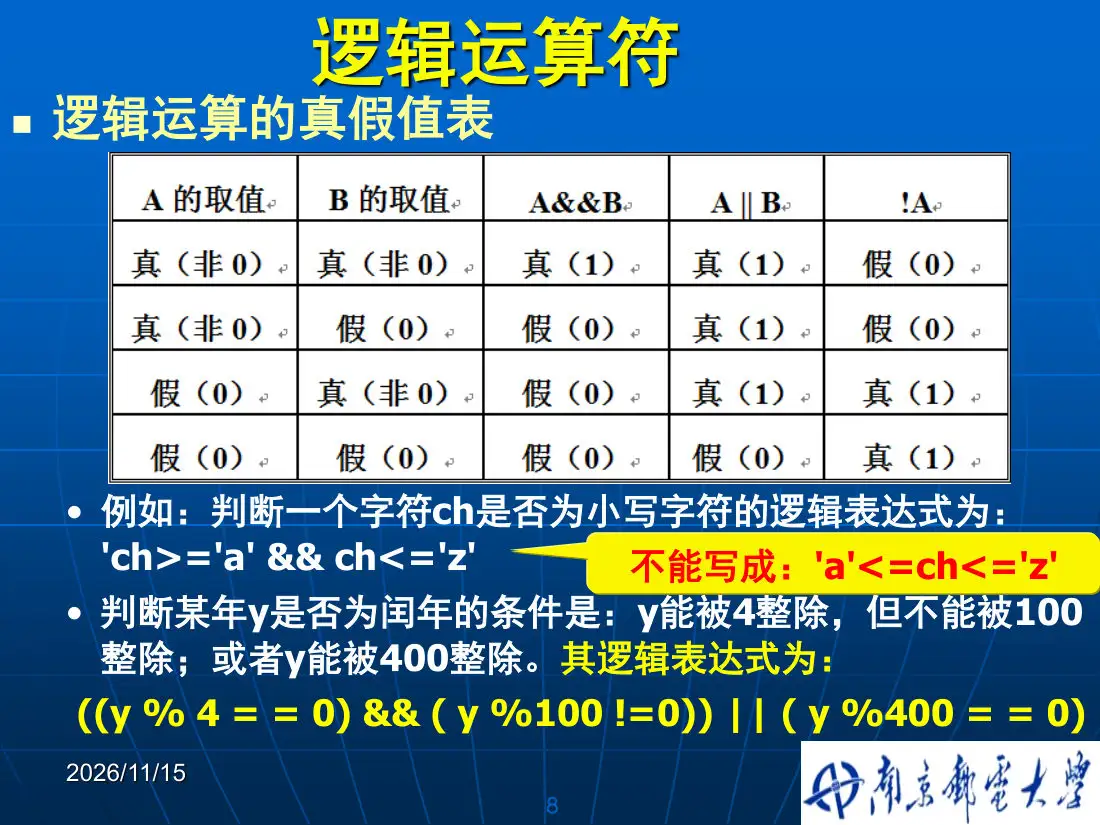 逻辑运算符
逻辑运算的真假值表
A 的取值 B 的取值 A&&B A || B !A
真（非 0） 真（非 0） 真（1） 真（1） 假（0）
真（非 0） 假（0） 假（0） 真（1） 假（0）
假（0） 真（非 0） 假（0） 真（1） 真（1）
假（0） 假（0） 假（0） 假（0） 真（1）
• 例如：判断一个字符ch是否为小写字符的逻辑表达式为：
'ch>='a' && ch<='z'
不能写成：'a'<=ch<='z'
• 判断某年y是否为闰年的条件是：y能被4整除，但不能被100
整除；或者y能被400整除。其逻辑表达式为：
((y % 4 = = 0) && ( y %100 !=0)) | | ( y %400 = = 0)
2026/11/15
8
南京郵電大学